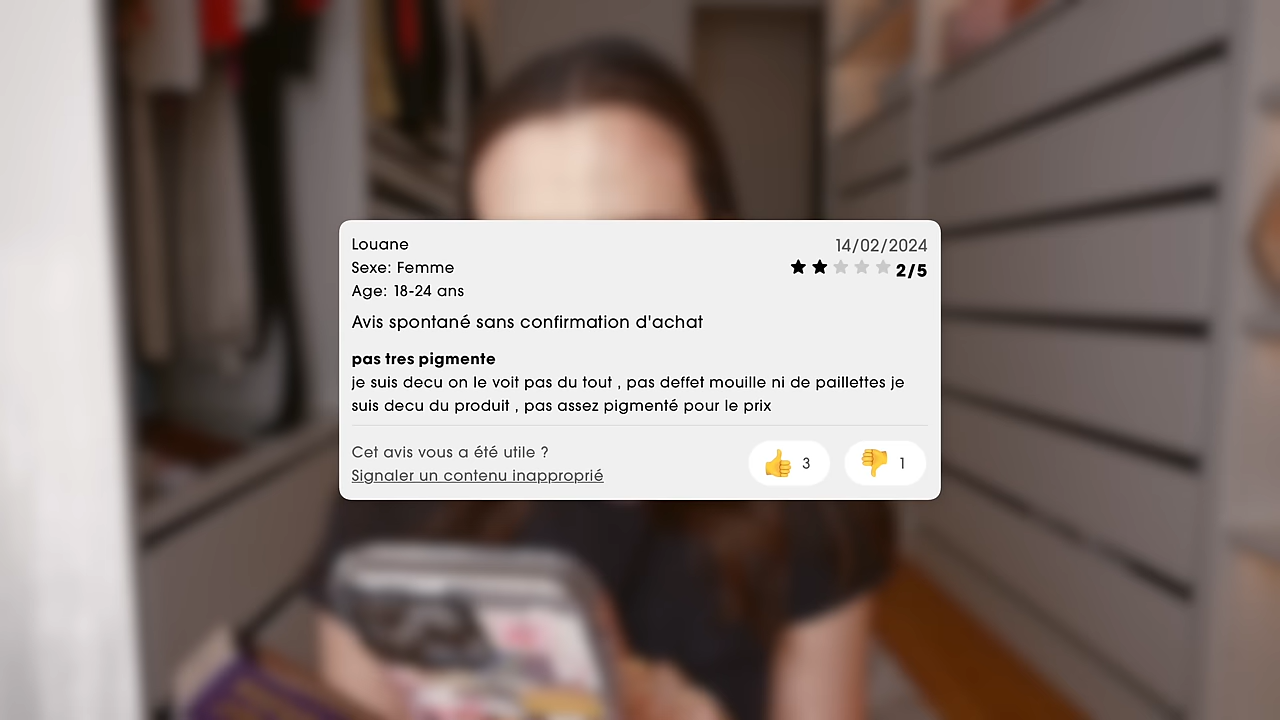 Louane
14/02/2024
Sexe: Femme
2/5
Age: 18-24 ans
Avis spontané sans confirmation d'achat
pas tres pigmente
je suis decu on le voit pas du tout , pas deffet mouille ni de paillettes je
suis decu du produit , pas assez pigmenté pour le prix
Cet avis vous a été utile ?
3
1
Signaler un contenu inapproprié